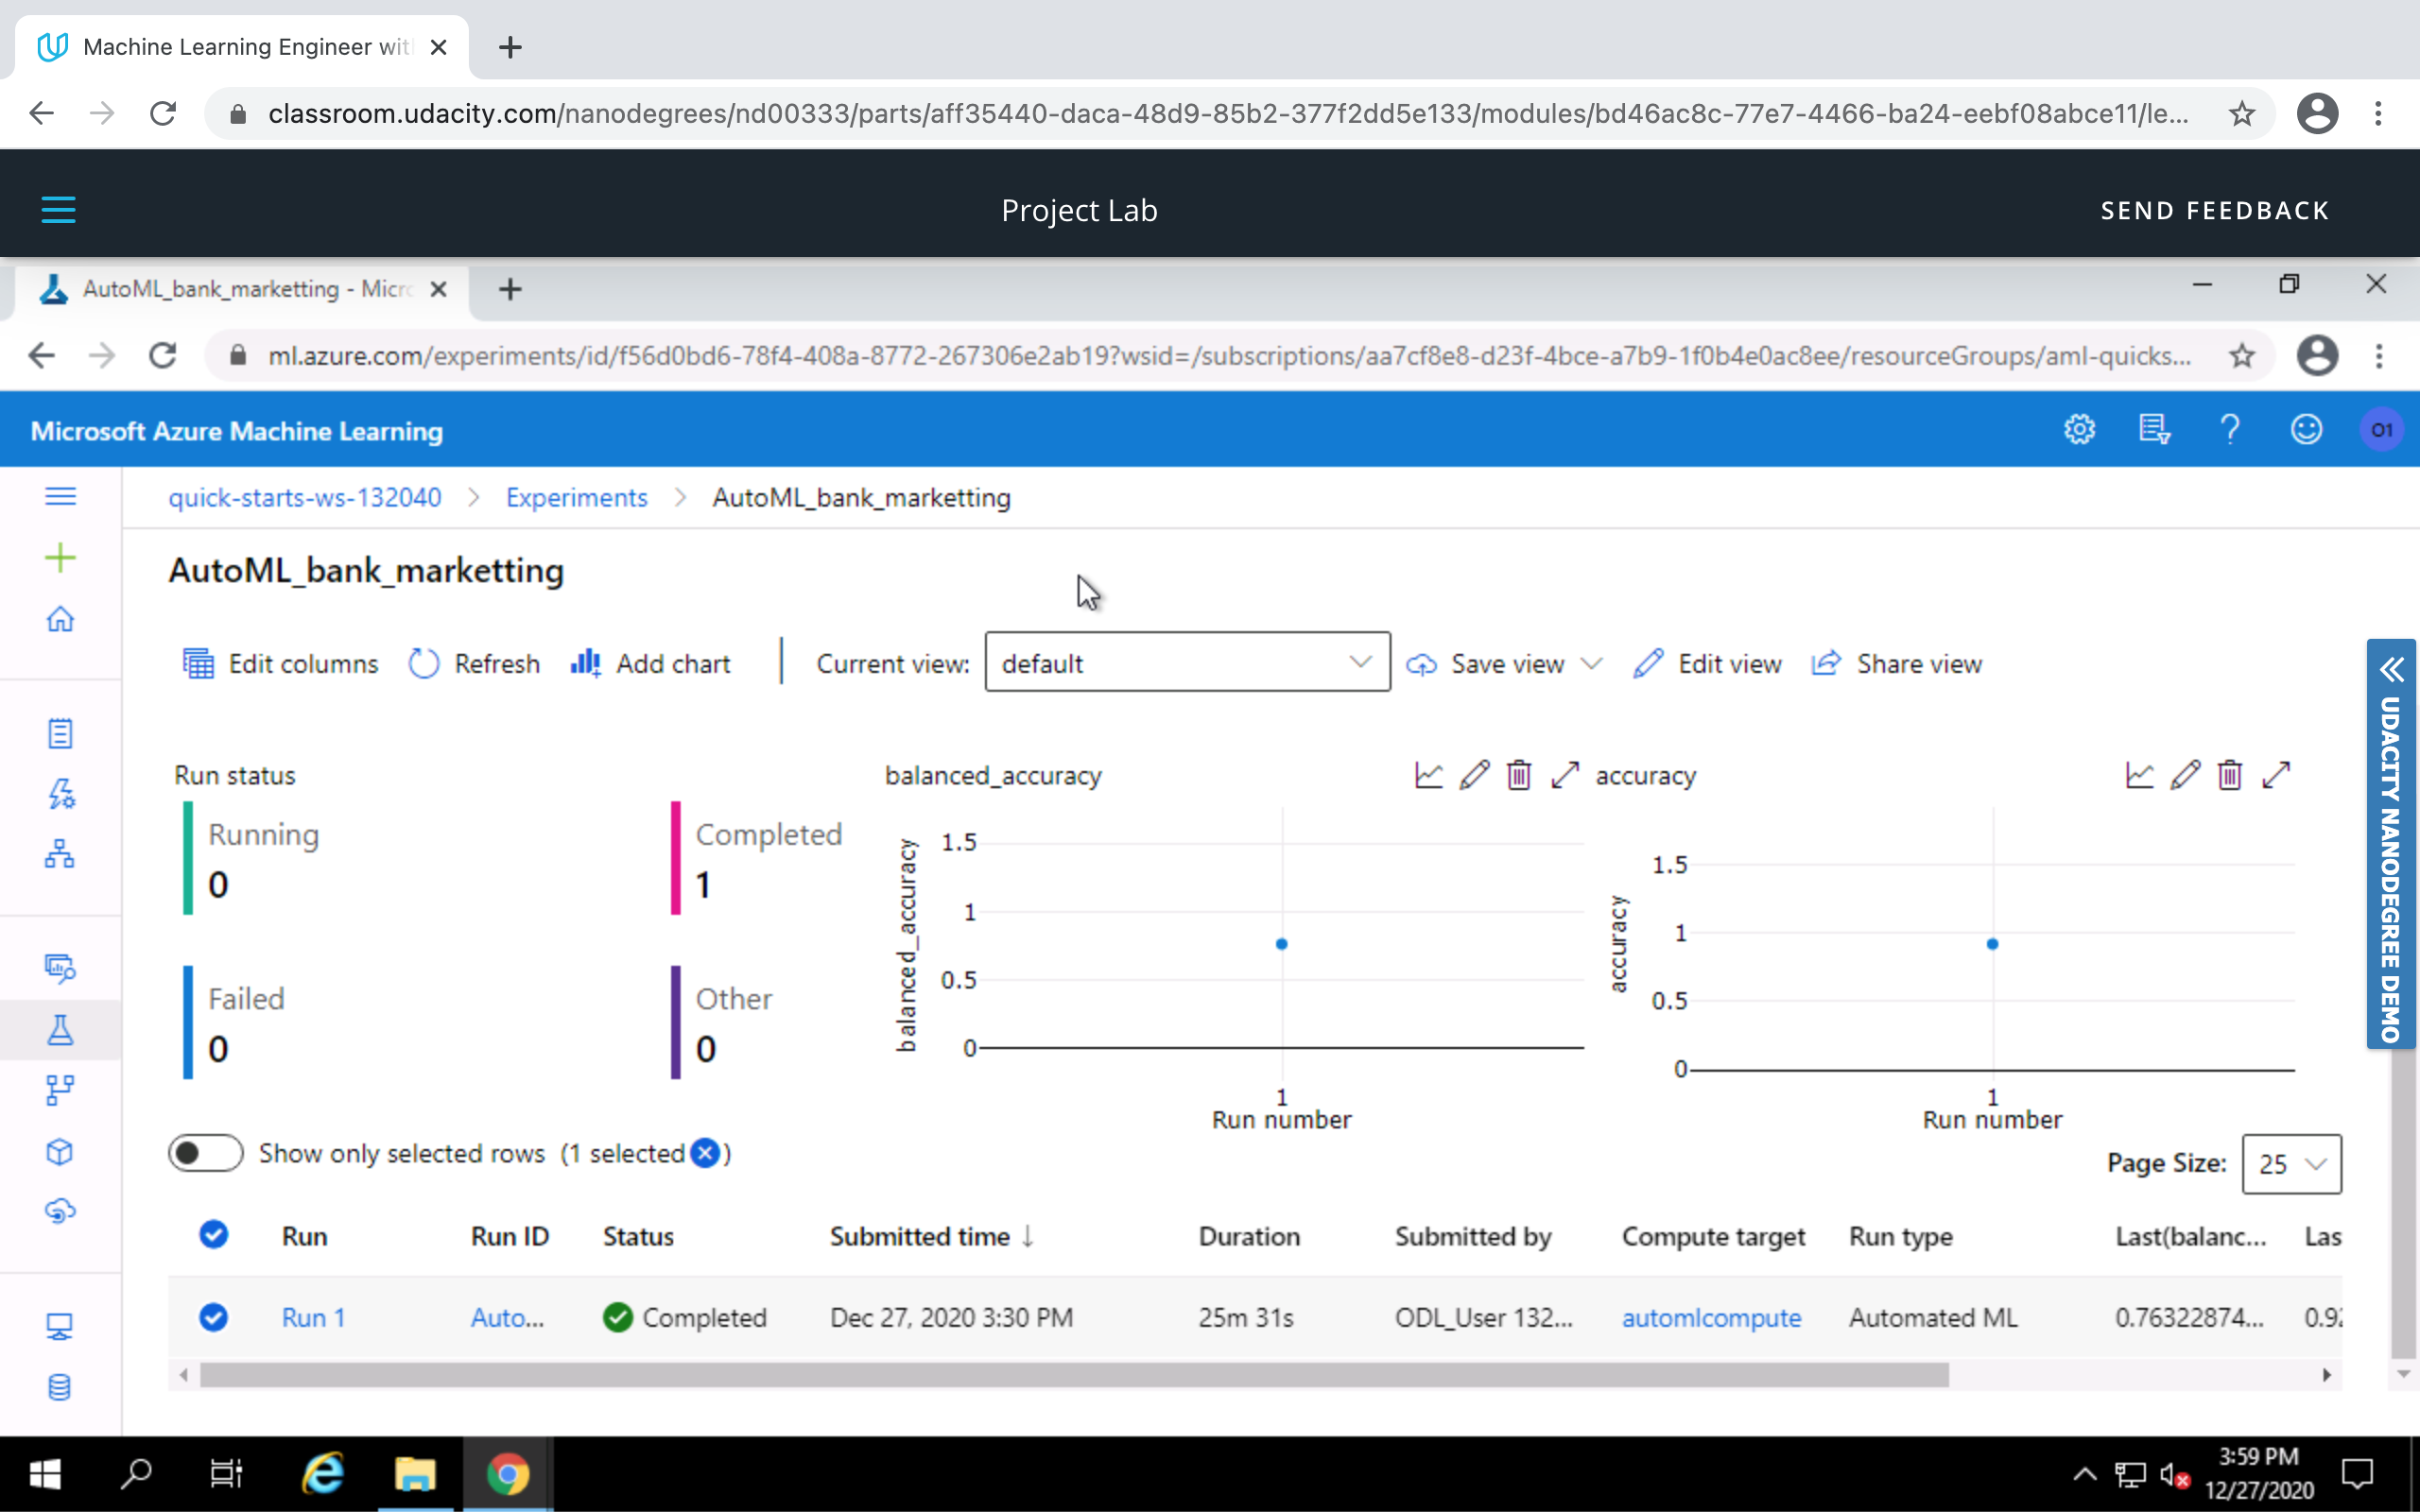 Machine Learning Engineer wit
classroom.udacity.com/nanodegrees/nd00333/parts/aff35440-daca-48d9-85b2-377f2dd5e133/modules/bd46ac8c-77e7-4466-ba24-eebf08abce11/le...
Project Lab
SEND FEEDBACK
AutoML_bank_marketting - Micro
ml.azure.com/experiments/id/f56d0bd6-78f4-408a-8772-267306e2ab19?wsid=/subscriptions/aa7cf8e8-d23f-4bce-a7b9-1f0b4e0ac8ee/resourceGroups/aml-quicks...
Microsoft Azure Machine Learning
01
quick-starts-ws-132040 > Experiments > AutoML_bank_marketting
AutoML_bank_marketting
Edit columns Refresh Add chart Current view: default Save view Edit view Share view
Run status
Running
0
Completed
1
Failed
0
Other
0
balanced_accuracy
balanced_accuracy
1.5
1
0.5
0
1
Run number
accuracy
accuracy
1.5
1
0.5
0
1
Run number
UDACITY NANODEGREE DEMO
Show only selected rows (1 selected )
Page Size: 25
Run Run ID Status Submitted time ↓ Duration Submitted by Compute target Run type Last(balanc... Las
Run 1 Auto... Completed Dec 27, 2020 3:30 PM 25m 31s ODL_User 132... automlcompute Automated ML 0.76322874... 0.92
3:59 PM
12/27/2020